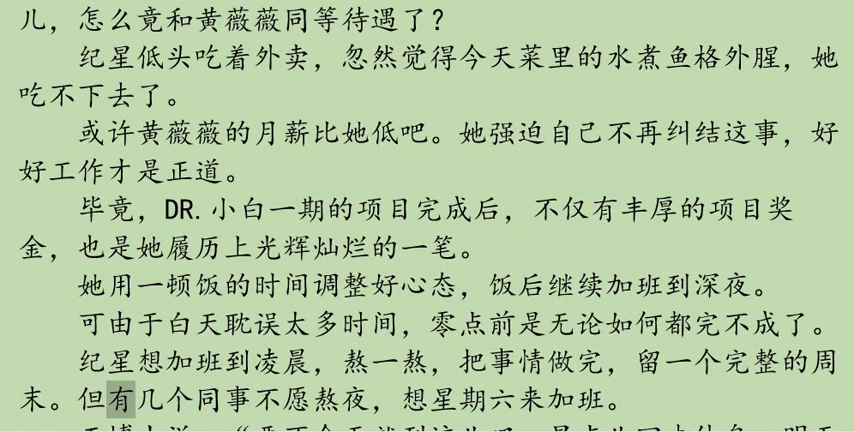 儿，怎么竟和黄薇薇同等待遇了？
纪星低头吃着外卖，忽然觉得今天菜里的水煮鱼格外腥，她
吃不下去了。
或许黄薇薇的月薪比她低吧。她强迫自己不再纠结这事，好
好工作才是正道。
毕竟，DR.小白一期的项目完成后，不仅有丰厚的项目奖
金，也是她履历上光辉灿烂的一笔。
她用一顿饭的时间调整好心态，饭后继续加班到深夜。
可由于白天耽误太多时间，零点前是无论如何都完不成了。
纪星想加班到凌晨，熬一熬，把事情做完，留一个完整的周
末。但有几个同事不愿熬夜，想星期六来加班。